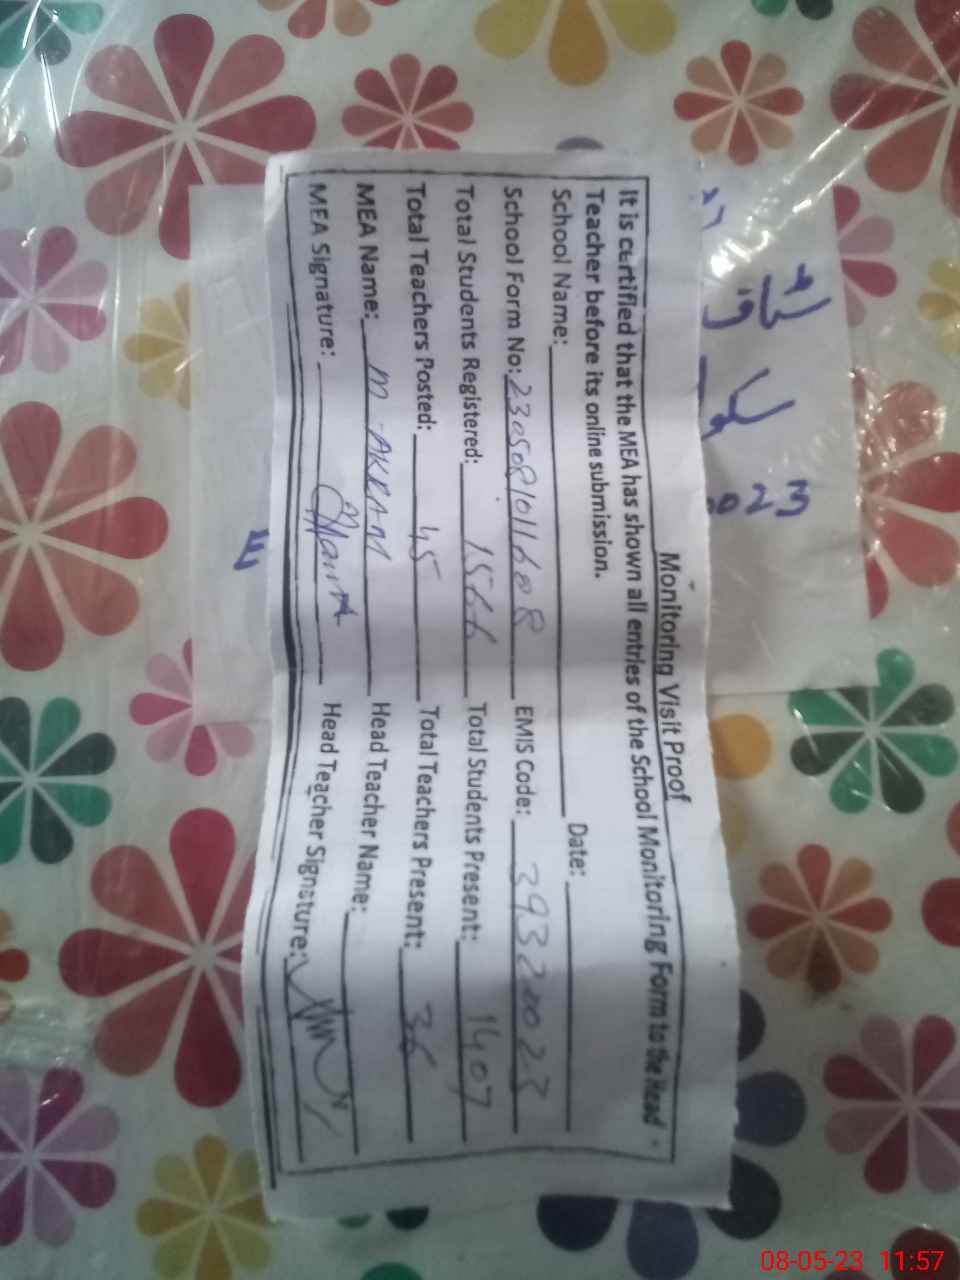 Monitoring Visit Proof
It is certified that the MEA has shown all entries of the School Monitoring Form to the Head
Teacher before its online submission.
School Name: Date:
School Form No: 2305081011608 EMIS Code: 39320023
Total Students Registered: 1566 Total Students Present: 1407
Total Teachers Posted: 45 Total Teachers Present: 36
MEA Name: M-AKRAM Head Teacher Name:
MEA Signature: Head Teacher Signature:
08-05-23 11:57